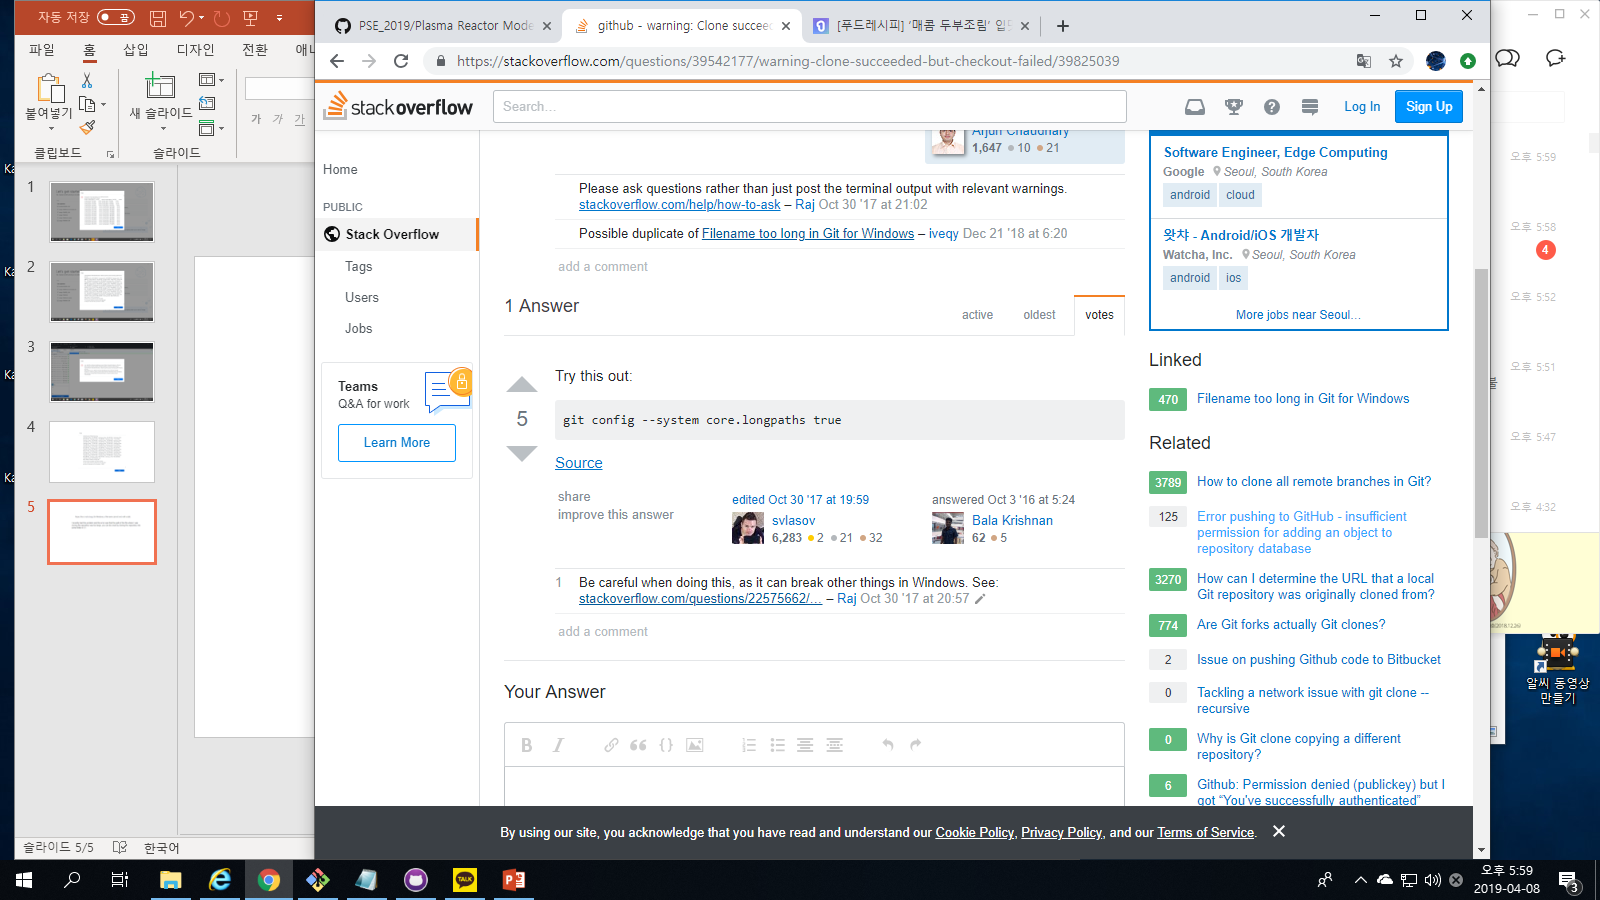 자동 저장 끔
파일 홈 삽입 디자인 전환
붙여넣기
새 슬라이드
가 가 가
클립보드
슬라이드
1
2
3
4
5
슬라이드 5/5 한국어
PSE_2019/Plasma Reactor Mode
github - warning: Clone succeed
[푸드레시피] '매콤 두부조림'
https://stackoverflow.com/questions/39542177/warning-clone-succeeded-but-checkout-failed/39825039
stackoverflow
Search...
Log In
Sign Up
Home
PUBLIC
Stack Overflow
Tags
Users
Jobs
Teams
Q&A for work
Learn More
Arjun Chaudhary
1,647 10 21
Please ask questions rather than just post the terminal output with relevant warnings.
stackoverflow.com/help/how-to-ask – Raj Oct 30 '17 at 21:02
Possible duplicate of Filename too long in Git for Windows – iveqy Dec 21 '18 at 6:20
add a comment
1 Answer
active oldest votes
Try this out:
5
git config --system core.longpaths true
Source
share
improve this answer
edited Oct 30 '17 at 19:59
svlasov
6,283 2 21 32
answered Oct 3 '16 at 5:24
Bala Krishnan
62 5
1 Be careful when doing this, as it can break other things in Windows. See:
stackoverflow.com/questions/22575662/… – Raj Oct 30 '17 at 20:57
add a comment
Your Answer
B I
Software Engineer, Edge Computing
Google Seoul, South Korea
android cloud
왓챠 - Android/iOS 개발자
Watcha, Inc. Seoul, South Korea
android ios
More jobs near Seoul…
Linked
470 Filename too long in Git for Windows
Related
3789 How to clone all remote branches in Git?
125 Error pushing to GitHub - insufficient
permission for adding an object to
repository database
3270 How can I determine the URL that a local
Git repository was originally cloned from?
774 Are Git forks actually Git clones?
2 Issue on pushing Github code to Bitbucket
0 Tackling a network issue with git clone --
recursive
0 Why is Git clone copying a different
repository?
6 Github: Permission denied (publickey) but I
got “You've successfully authenticated”
By using our site, you acknowledge that you have read and understand our Cookie Policy, Privacy Policy, and our Terms of Service.
오후 5:59
오후 5:58
4
오후 5:52
오후 5:51
오후 5:47
오후 4:32
알씨 동영상
만들기
Ka
Ka
Ka
Ka
TALK
오후 5:59
2019-04-08
3